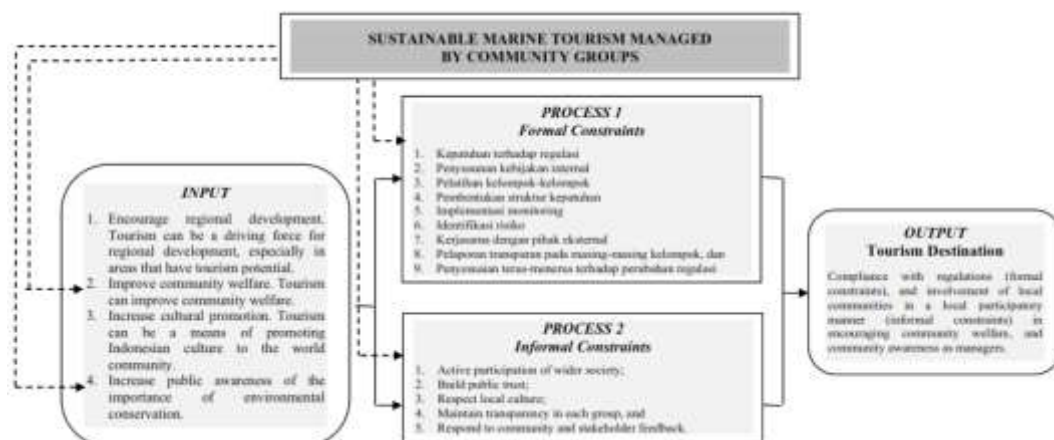 SUSTAINABLE MARINE TOURISM MANAGED
BY COMMUNITY GROUPS
INPUT
1. Encourage regional development.
Tourism can be a driving force for
regional development, especially in
areas that have tourism potential.
2. Improve community welfare. Tourism
can improve community welfare.
3. Increase cultural promotion. Tourism
can be a means of promoting
Indonesian culture to the world
community.
4. Increase public awareness of the
importance of environmental
conservation.
PROCESS 1
Formal Constraints
1. Kepatuhan terhadap regulasi
2. Penyusunan kebijakan internal
3. Pelatihan kelompok-kelompok
4. Pembentukan struktur kepatuhan
5. Implementasi monitoring
6. Identifikasi risiko
7. Kerjasama dengan pihak eksternal
8. Pelaporan transparan pada masing-masing kelompok, dan
9. Penyesuaian terus-menerus terhadap perubahan regulasi
PROCESS 2
Informal Constraints
1. Active participation of wider society;
2. Build public trust;
3. Respect local culture;
4. Maintain transparency in each group, and
5. Respond to community and stakeholder feedback.
OUTPUT
Tourism Destination
Compliance with regulations (formal
constraints), and involvement of local
communities in a local participatory
manner (informal constraints) in
encouraging community welfare, and
community awareness as managers.